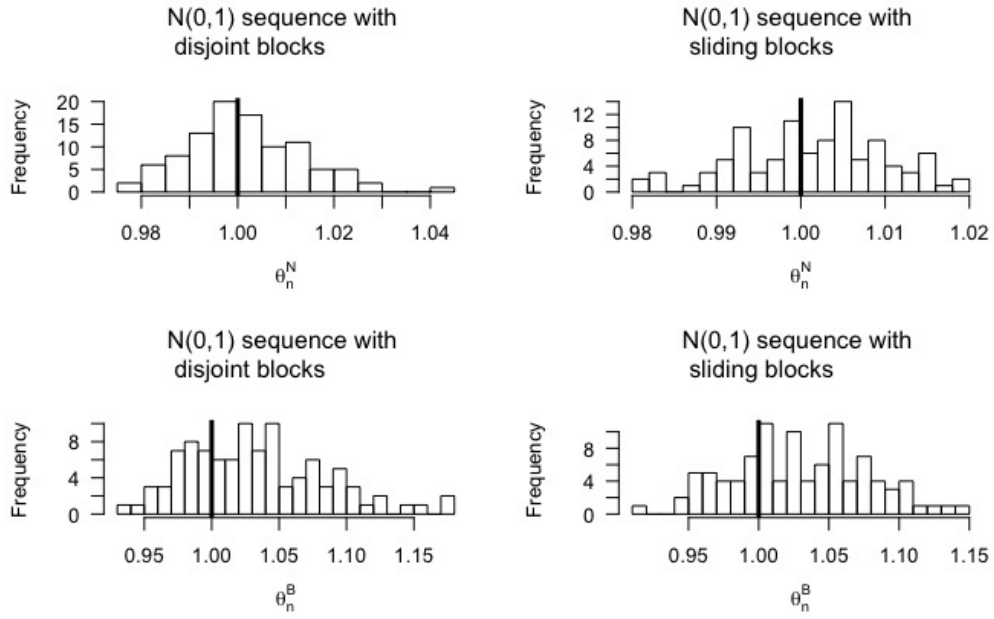 N(0,1) sequence with
disjoint blocks
Frequency
20
15
10
5
0
0.98 1.00 1.02 1.04
θₙᴺ
N(0,1) sequence with
sliding blocks
Frequency
12
8
4
0
0.98 0.99 1.00 1.01 1.02
θₙᴺ
N(0,1) sequence with
disjoint blocks
Frequency
8
4
0
0.95 1.00 1.05 1.10 1.15
θₙᴮ
N(0,1) sequence with
sliding blocks
Frequency
8
4
0
0.95 1.00 1.05 1.10 1.15
θₙᴮ